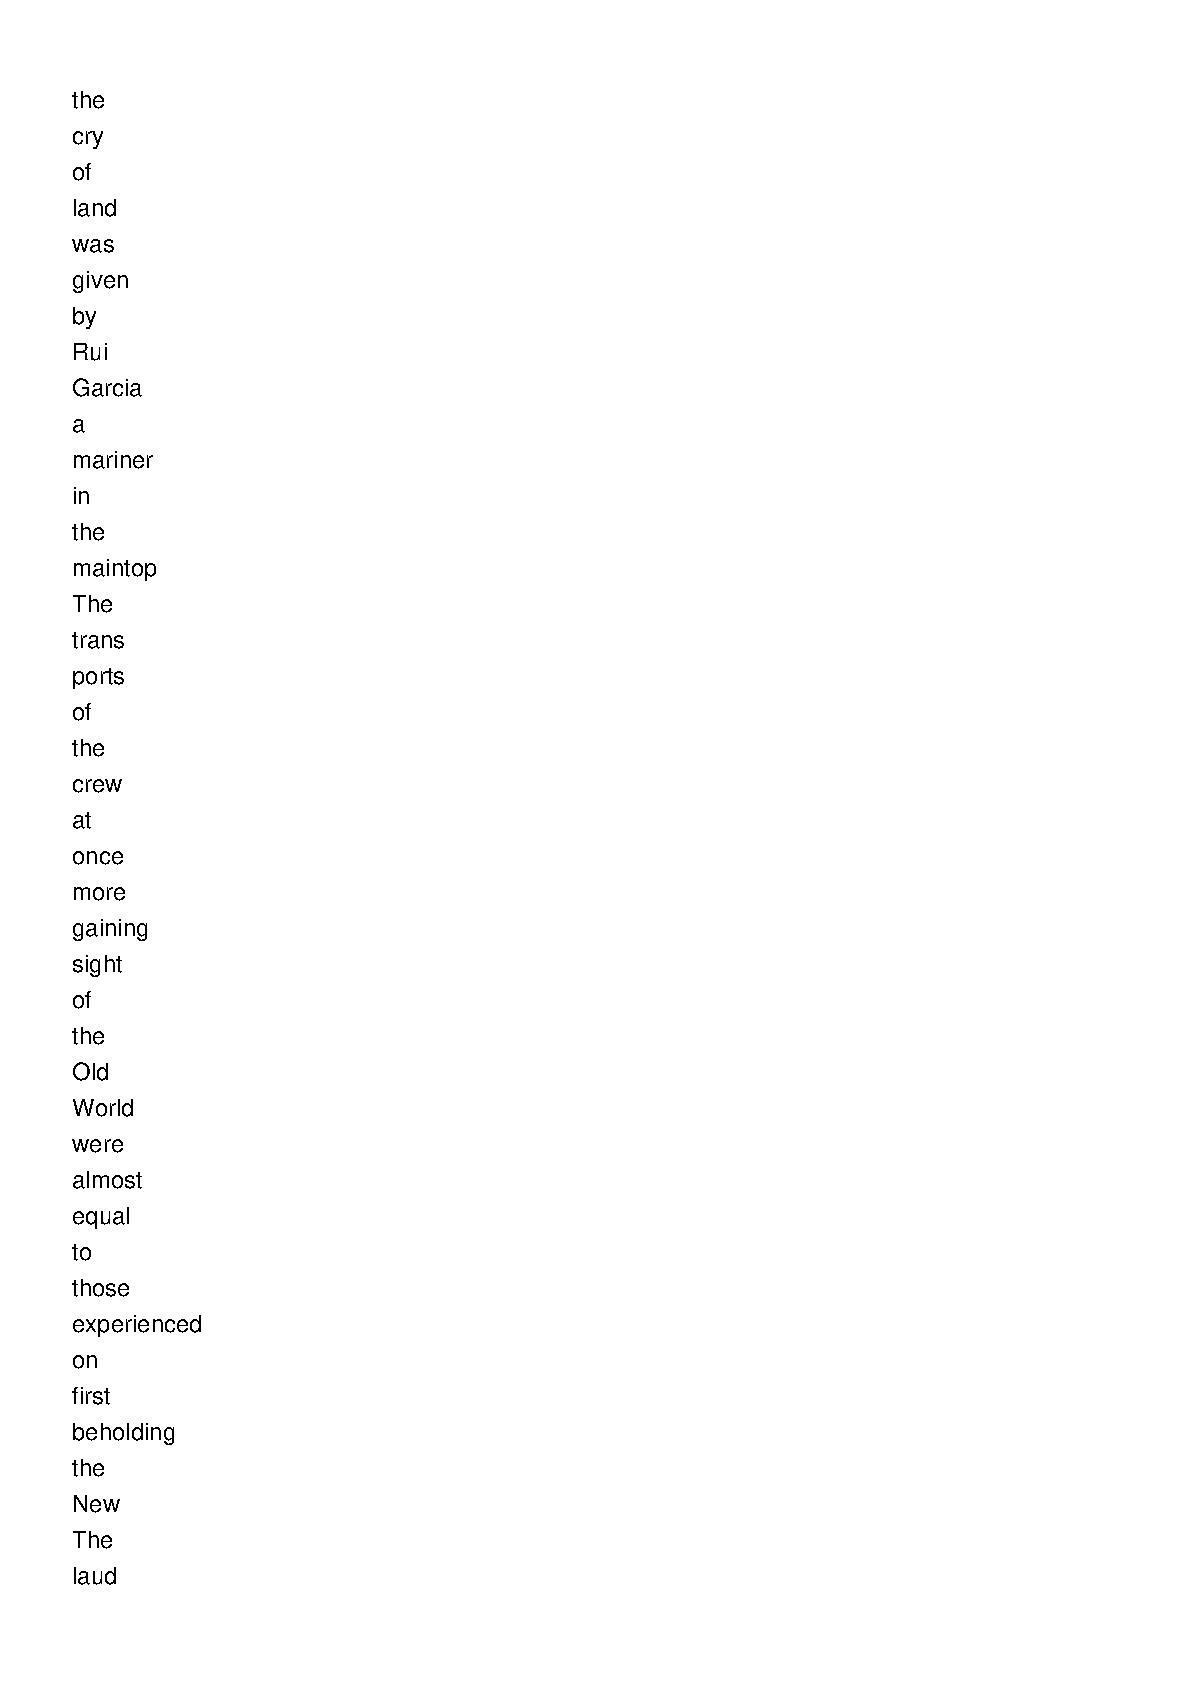 the
cry
of
land
was
given
by
Rui
Garcia
a
mariner
in
the
maintop
The
trans
ports
of
the
crew
at
once
more
gaining
sight
of
the
Old
World
were
almost
equal
to
those
experienced
on
first
beholding
the
New
The
laud